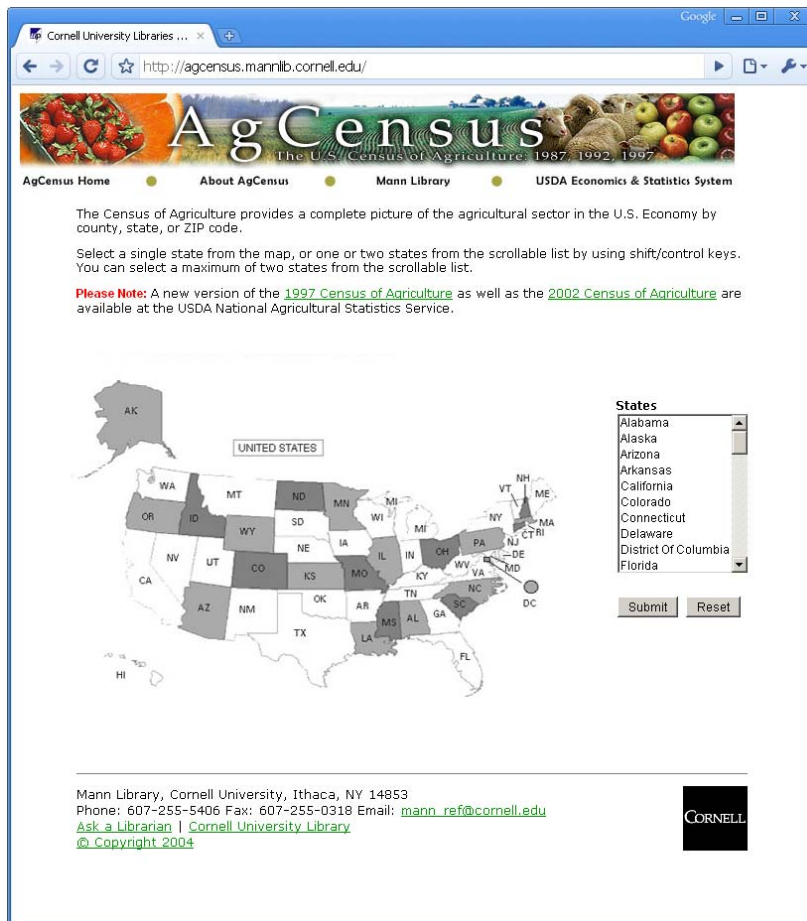 Google
Cornell University Libraries ...
http://agcensus.mannlib.cornell.edu/
AgCensus
The U.S. Census of Agriculture: 1987, 1992, 1997
AgCensus Home
About AgCensus
Mann Library
USDA Economics & Statistics System
The Census of Agriculture provides a complete picture of the agricultural sector in the U.S. Economy by
county, state, or ZIP code.
Select a single state from the map, or one or two states from the scrollable list by using shift/control keys.
You can select a maximum of two states from the scrollable list.
Please Note: A new version of the 1997 Census of Agriculture as well as the 2002 Census of Agriculture are
available at the USDA National Agricultural Statistics Service.
AK
UNITED STATES
WA
MT
ND
MN
OR
ID
WY
SD
WI
MI
MI
NY
VT
NH
ME
MA
CT
RI
NJ
DE
MD
DC
PA
OH
IN
IL
IA
NE
NV
UT
CO
KS
MO
KY
WV
VA
NC
TN
SC
CA
AZ
NM
OK
AR
TX
LA
MS
AL
GA
FL
HI
States
Alabama
Alaska
Arizona
Arkansas
California
Colorado
Connecticut
Delaware
District Of Columbia
Florida
Submit
Reset
Mann Library, Cornell University, Ithaca, NY 14853
Phone: 607-255-5406 Fax: 607-255-0318 Email: mann_ref@cornell.edu
Ask a Librarian | Cornell University Library
© Copyright 2004
CORNELL